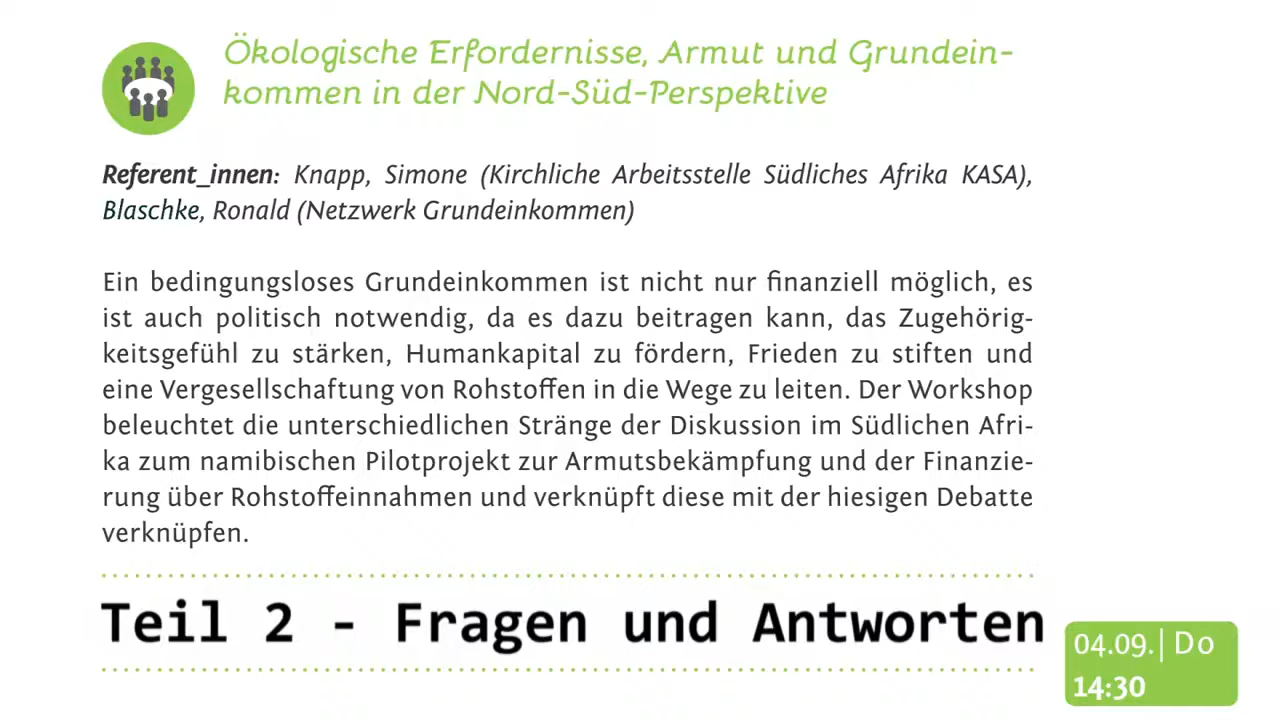 Ökologische Erfordernisse, Armut und Grundein-
kommen in der Nord-Süd-Perspektive
Referent_innen: Knapp, Simone (Kirchliche Arbeitsstelle Südliches Afrika KASA),
Blaschke, Ronald (Netzwerk Grundeinkommen)
Ein bedingungsloses Grundeinkommen ist nicht nur finanziell möglich, es
ist auch politisch notwendig, da es dazu beitragen kann, das Zugehörig-
keitsgefühl zu stärken, Humankapital zu fördern, Frieden zu stiften und
eine Vergesellschaftung von Rohstoffen in die Wege zu leiten. Der Workshop
beleuchtet die unterschiedlichen Stränge der Diskussion im Südlichen Afri-
ka zum namibischen Pilotprojekt zur Armutsbekämpfung und der Finanzie-
rung über Rohstoffeinnahmen und verknüpft diese mit der hiesigen Debatte
verknüpfen.
Teil 2 - Fragen und Antworten
04.09.| Do
14:30